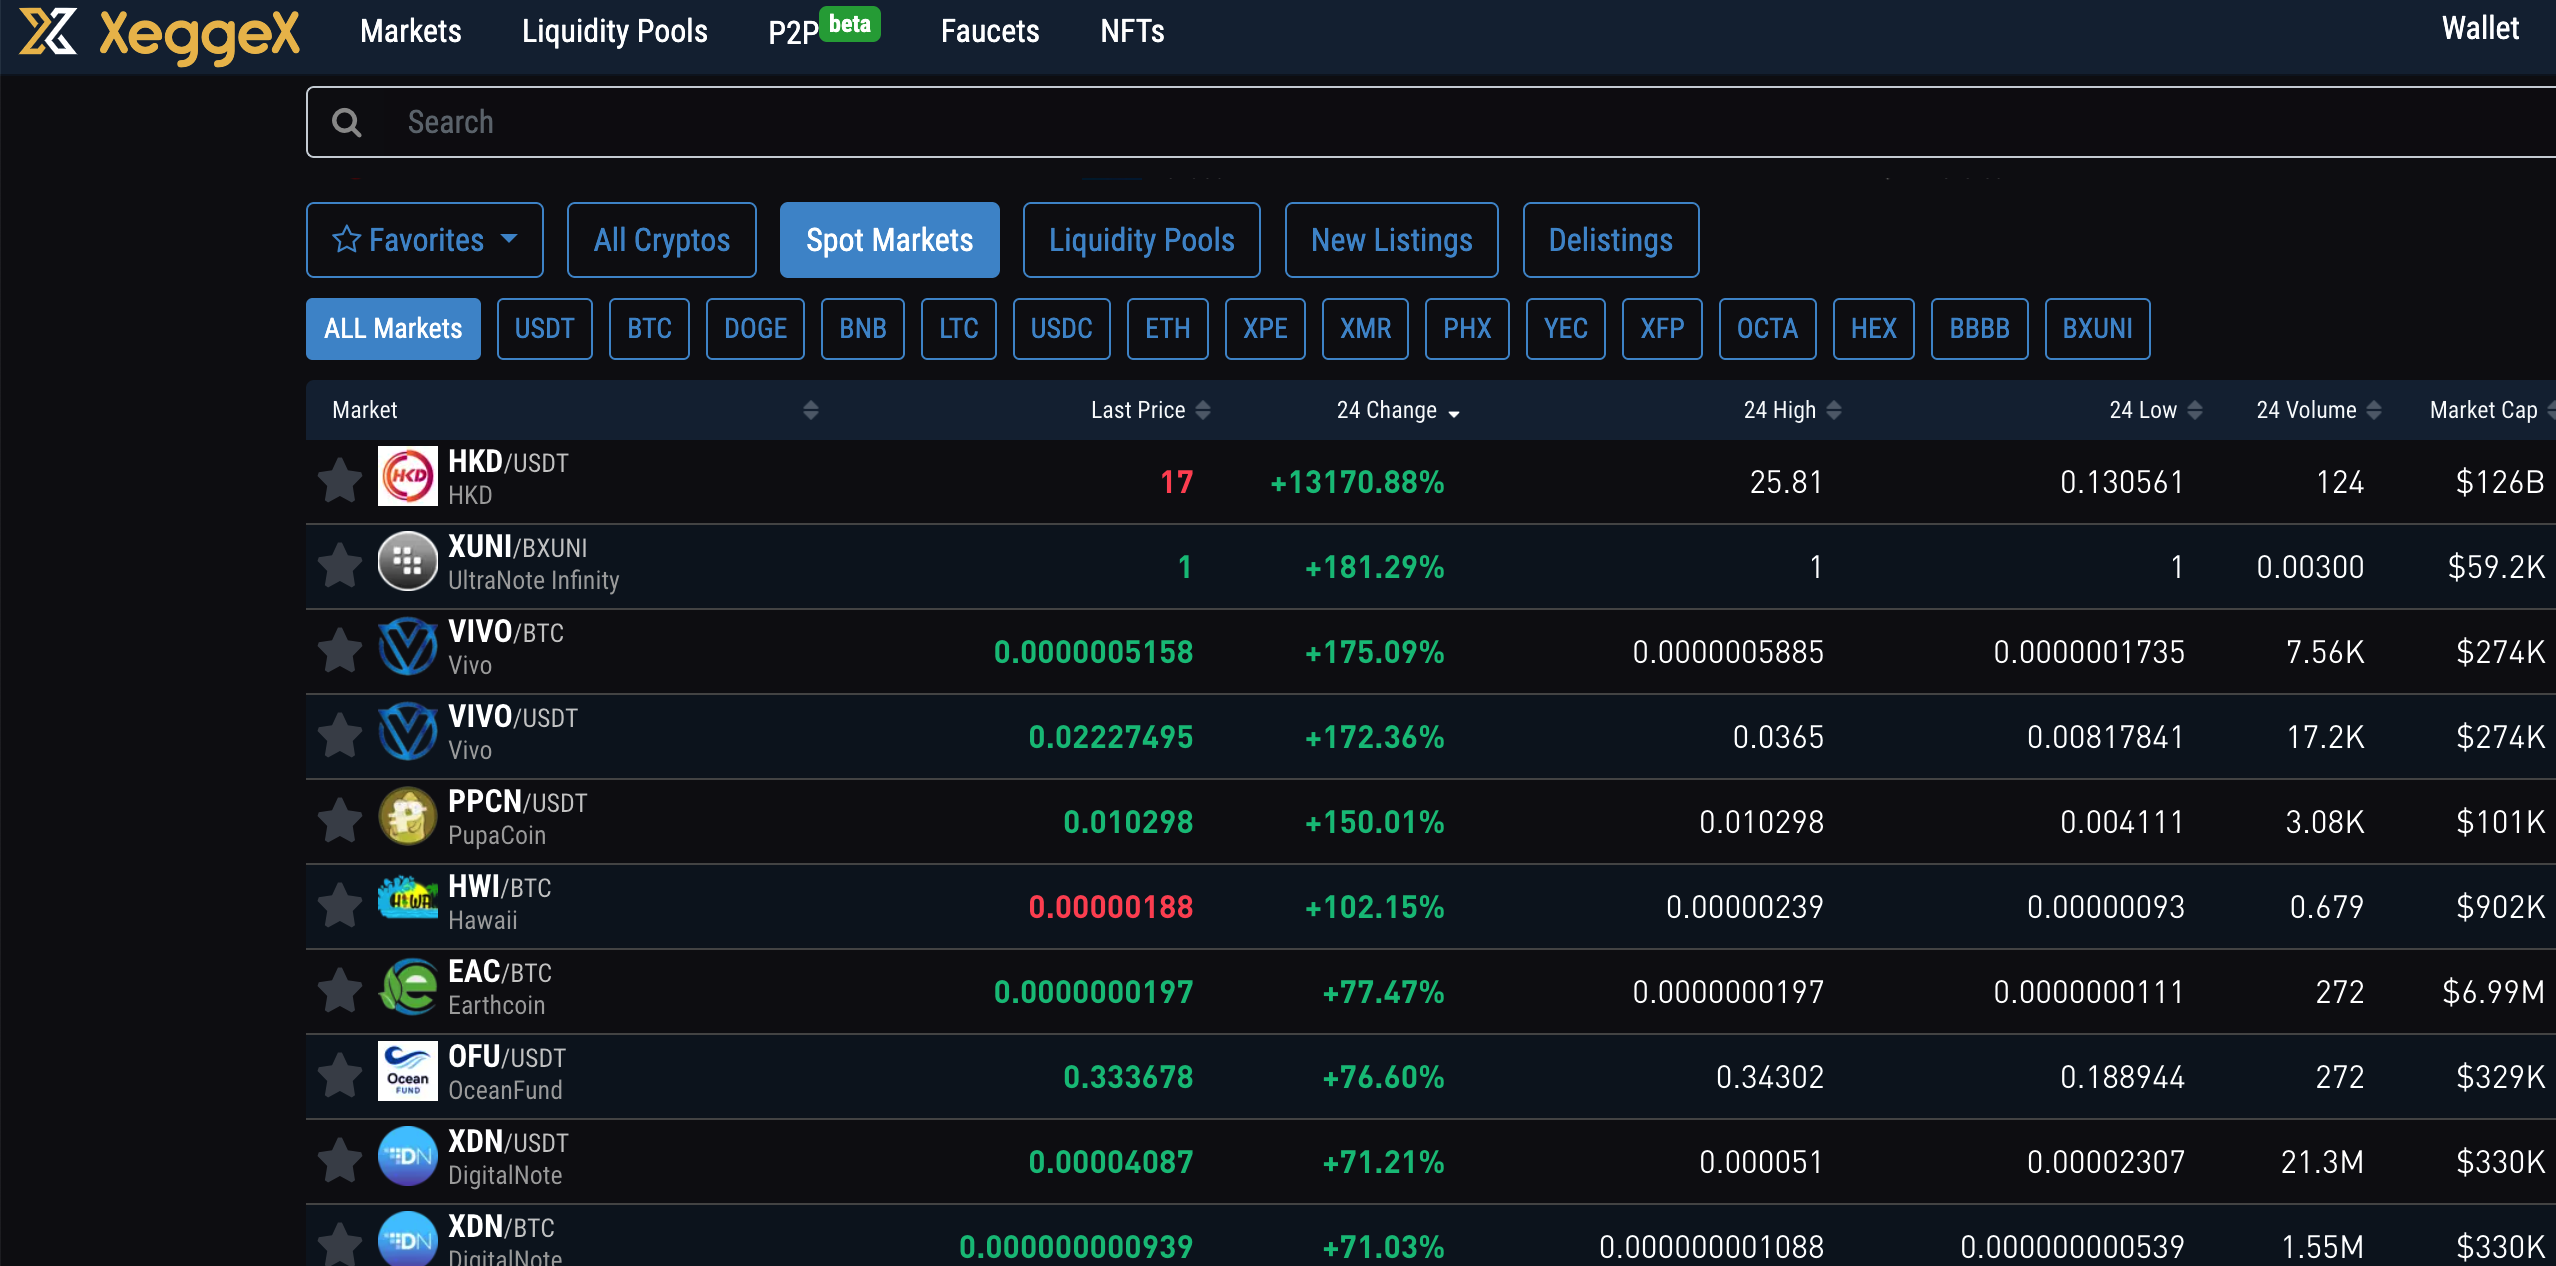 XeggeX Markets Liquidity Pools P2P beta Faucets NFTs Wallet
Search
Favorites All Cryptos Spot Markets Liquidity Pools New Listings Delistings
ALL Markets USDT BTC DOGE BNB LTC USDC ETH XPE XMR PHX YEC XFP OCTA HEX BBBB BXUNI
Market Last Price 24 Change 24 High 24 Low 24 Volume Market Cap
HKD HKD/USDT 17 +13170.88% 25.81 0.130561 124 $126B
HKD
XUNI/BXUNI 1 +181.29% 1 1 0.00300 $59.2K
UltraNote Infinity
VIVO/BTC 0.0000005158 +175.09% 0.0000005885 0.0000001735 7.56K $274K
Vivo
VIVO/USDT 0.02227495 +172.36% 0.0365 0.00817841 17.2K $274K
Vivo
PPCN/USDT 0.010298 +150.01% 0.010298 0.004111 3.08K $101K
PupaCoin
HWI/BTC 0.00000188 +102.15% 0.00000239 0.00000093 0.679 $902K
Hawaii
EAC/BTC 0.0000000197 +77.47% 0.0000000197 0.0000000111 272 $6.99M
Earthcoin
OFU/USDT 0.333678 +76.60% 0.34302 0.188944 272 $329K
Ocean FUND OceanFund
XDN/USDT 0.00004087 +71.21% 0.000051 0.00002307 21.3M $330K
DN DigitalNote
XDN/BTC 0.000000000939 +71.03% 0.000000001088 0.000000000539 1.55M $330K
DN DigitalNote